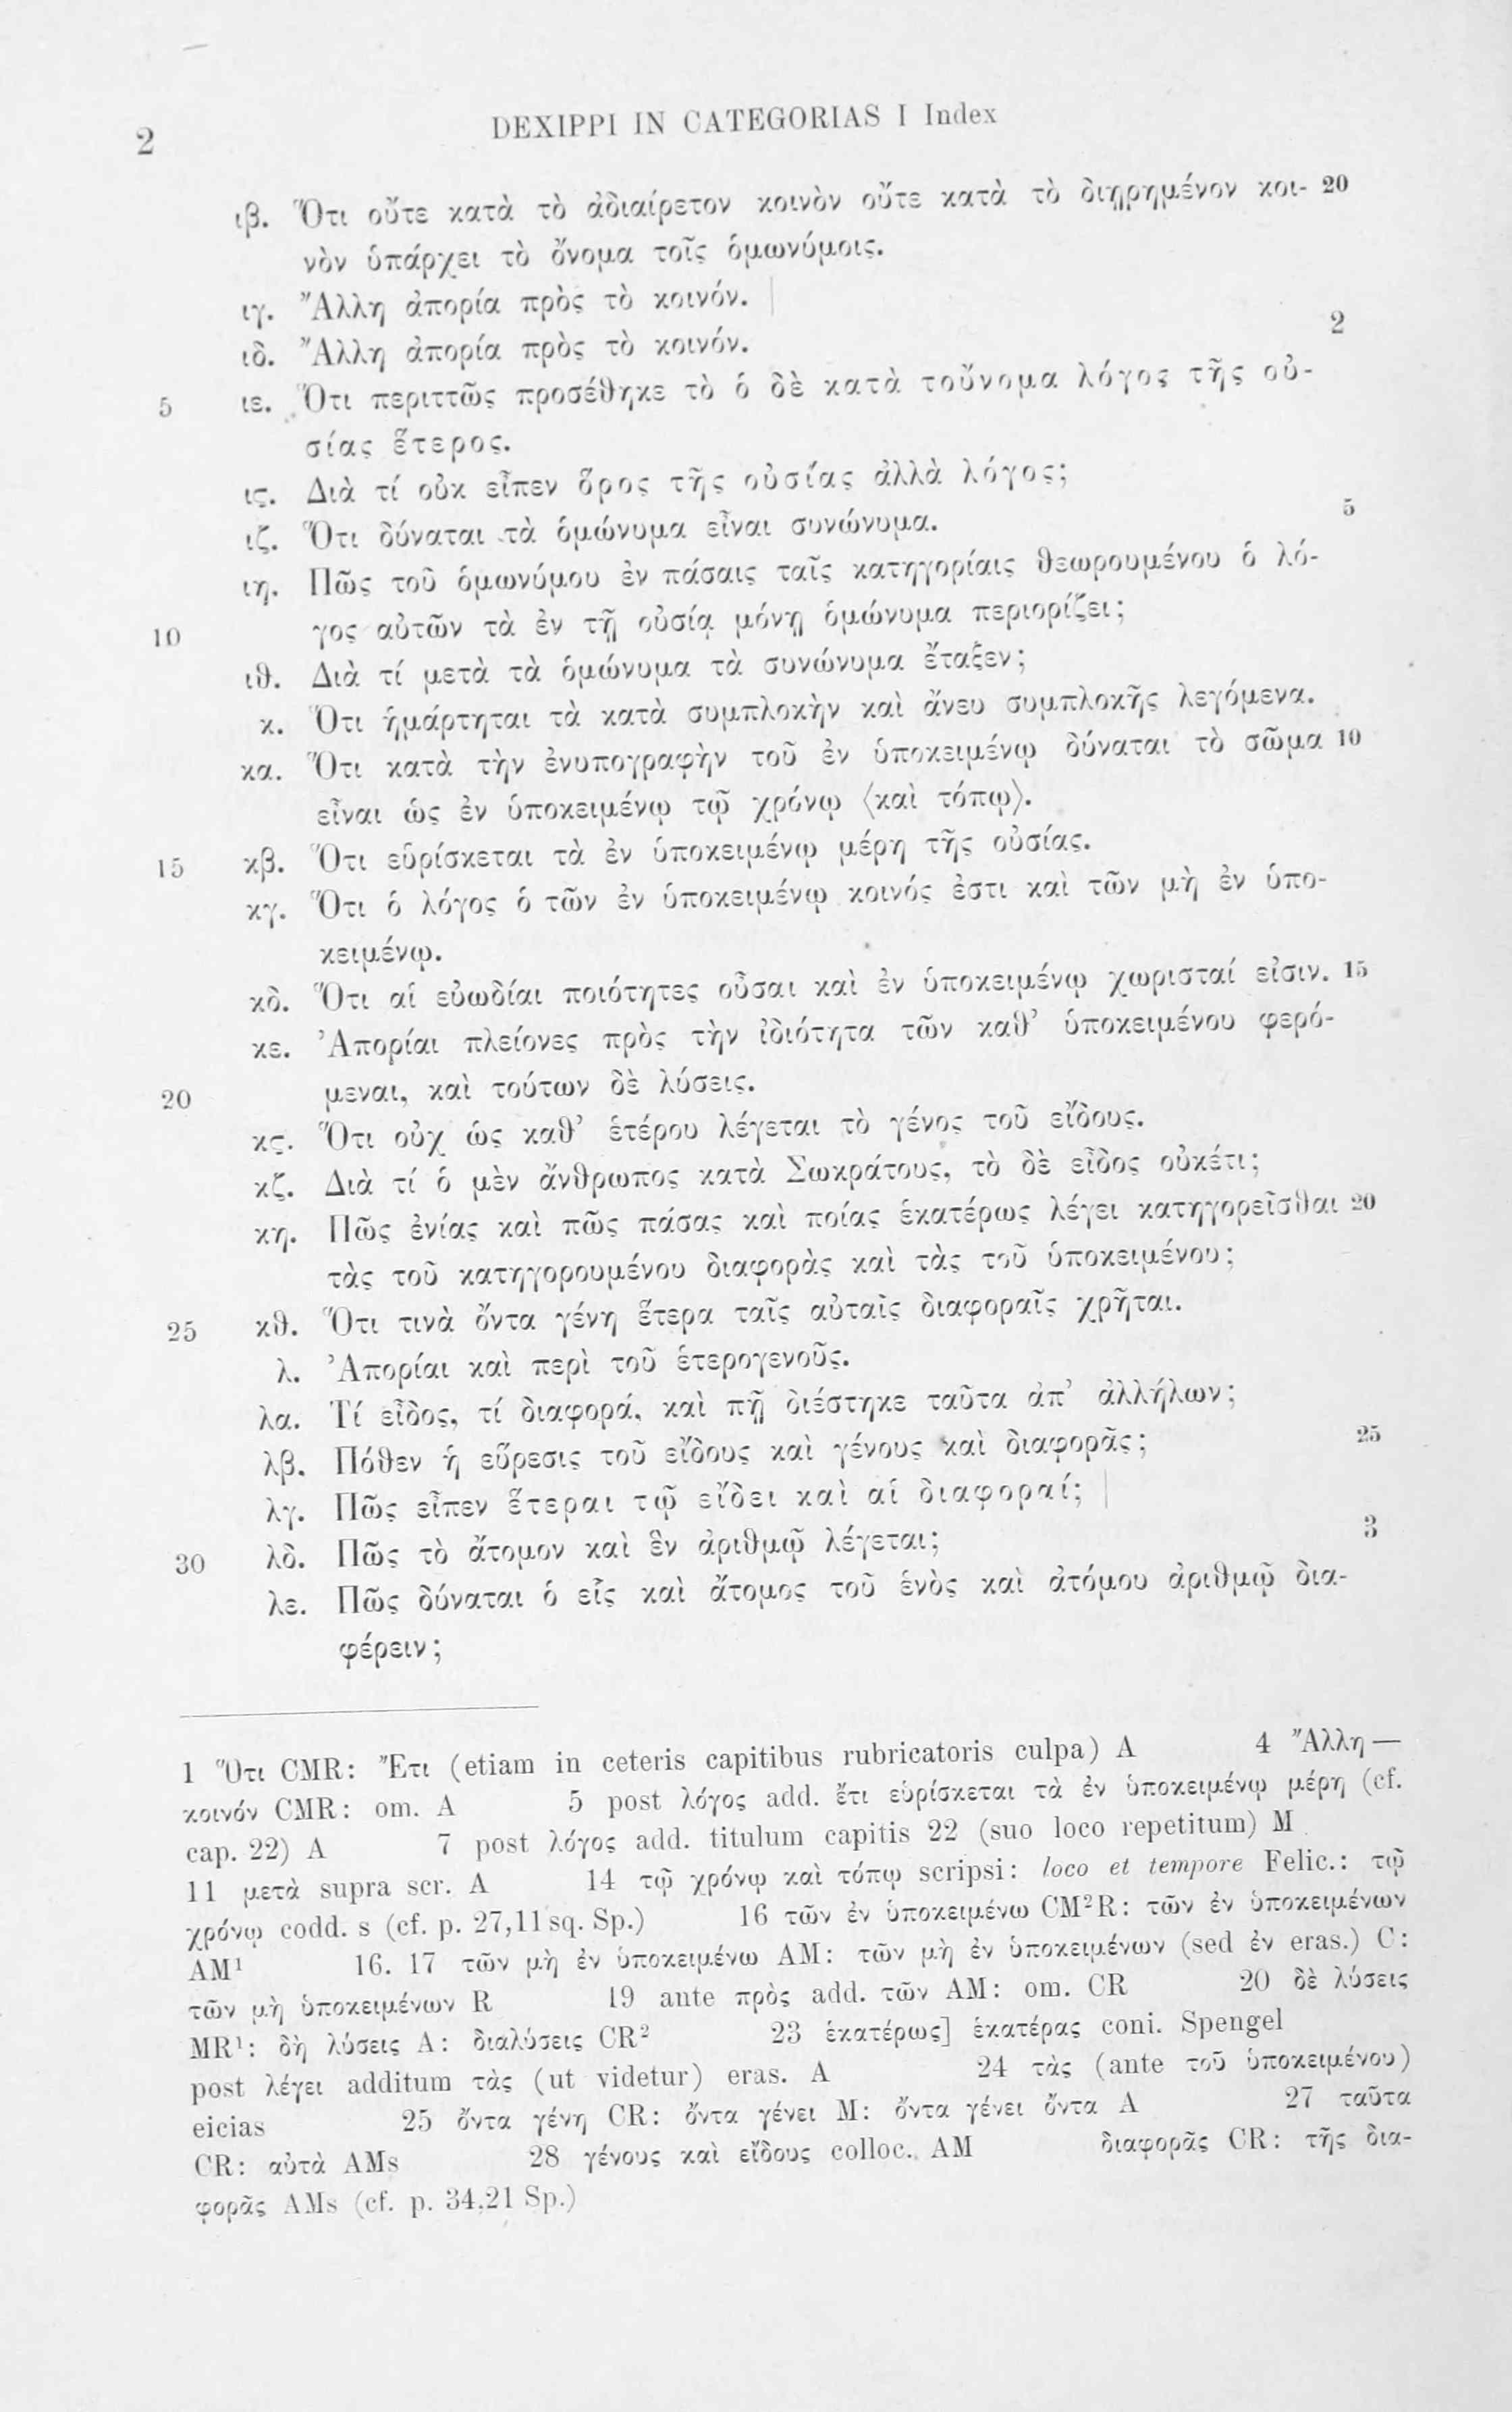 2 DEXIPPI IN CATEGORIAS I Index
ιβ. Ὅτι οὔτε κατὰ τὸ ἀδιαίρετον κοινὸν οὔτε κατὰ τὸ διῃρημένον κοι- 20
νὸν ὑπάρχει τὸ ὄνομα τοῖς ὁμωνύμοις.
ιγ. Ἄλλη ἀπορία πρὸς τὸ κοινόν. |
ιδ. Ἄλλη ἀπορία πρὸς τὸ κοινόν. 2
5 ιε. Ὅτι περιττῶς προσέθηκε τὸ ὁ δὲ κατὰ τοὔνομα λόγος τῆς οὐ-
σίας ἕτερος.
ις. Διὰ τί οὐκ εἶπεν ὅρος τῆς οὐσίας ἀλλὰ λόγος;
ιζ. Ὅτι δύναται τὰ ὁμώνυμα εἶναι συνώνυμα. 5
ιη. Πῶς τοῦ ὁμωνύμου ἐν πάσαις ταῖς κατηγορίαις θεωρουμένου ὁ λό-
10 γος αὐτῶν τὰ ἐν τῇ οὐσίᾳ μόνῃ ὁμώνυμα περιορίζει;
ιθ. Διὰ τί μετὰ τὰ ὁμώνυμα τὰ συνώνυμα ἔταξεν;
κ. Ὅτι ἡμάρτηται τὰ κατὰ συμπλοκὴν καὶ ἄνευ συμπλοκῆς λεγόμενα.
κα. Ὅτι κατὰ τὴν ἐνυπογραφὴν τοῦ ἐν ὑποκειμένῳ δύναται τὸ σῶμα 10
εἶναι ὡς ἐν ὑποκειμένῳ τῷ χρόνῳ ⟨καὶ τόπῳ⟩.
15 κβ. Ὅτι εὑρίσκεται τὰ ἐν ὑποκειμένῳ μέρη τῆς οὐσίας.
κγ. Ὅτι ὁ λόγος ὁ τῶν ἐν ὑποκειμένῳ κοινός ἐστι καὶ τῶν μὴ ἐν ὑπο-
κειμένῳ.
κδ. Ὅτι αἱ εὐωδίαι ποιότητες οὖσαι καὶ ἐν ὑποκειμένῳ χωρισταί εἰσιν. 15
κε. Ἀπορίαι πλείονες πρὸς τὴν ἰδιότητα τῶν καθ’ ὑποκειμένου φερό-
20 μεναι, καὶ τούτων δὲ λύσεις.
κς. Ὅτι οὐχ ὡς καθ’ ἑτέρου λέγεται τὸ γένος τοῦ εἴδους.
κζ. Διὰ τί ὁ μὲν ἄνθρωπος κατὰ Σωκράτους, τὸ δὲ εἶδος οὐκέτι;
κη. Πῶς ἐνίας καὶ πῶς πάσας καὶ ποίας ἑκατέρως λέγει κατηγορεῖσθαι 20
τὰς τοῦ κατηγορουμένου διαφορὰς καὶ τὰς τοῦ ὑποκειμένου;
25 κθ. Ὅτι τινὰ ὄντα γένη ἕτερα ταῖς αὐταῖς διαφοραῖς χρῆται.
λ. Ἀπορίαι καὶ περὶ τοῦ ἑτερογενοῦς.
λα. Τί εἶδος, τί διαφορά, καὶ πῇ διέστηκε ταῦτα ἀπ’ ἀλλήλων;
λβ. Πόθεν ἡ εὕρεσις τοῦ εἴδους καὶ γένους καὶ διαφορᾶς; 25
λγ. Πῶς εἶπεν ἕτεραι τῷ εἴδει καὶ αἱ διαφοραί; |
30 λδ. Πῶς τὸ ἄτομον καὶ ἓν ἀριθμῷ λέγεται; 3
λε. Πῶς δύναται ὁ εἷς καὶ ἄτομος τοῦ ἑνὸς καὶ ἀτόμου ἀριθμῷ δια-
φέρειν;
1 Ὅτι CMR: Ἔτι (etiam in ceteris capitibus rubricatoris culpa) A 4 Ἄλλη —
κοινόν CMR: om. A 5 post λόγος add. ἔτι εὑρίσκεται τὰ ἐν ὑποκειμένῳ μέρη (cf.
cap. 22) A 7 post λόγος add. titulum capitis 22 (suo loco repetitum) M
11 μετὰ supra scr. A 14 τῷ χρόνῳ καὶ τόπῳ scripsi: loco et tempore Felic.: τῷ
χρόνῳ codd. s (cf. p. 27,11 sq. Sp.) 16 τῶν ἐν ὑποκειμένω CM²R: τῶν ἐν ὑποκειμένων
AM¹ 16. 17 τῶν μὴ ἐν ὑποκειμένω AM: τῶν μὴ ἐν ὑποκειμένων (sed ἐν eras.) C:
τῶν μὴ ὑποκειμένων R 19 ante πρὸς add. τῶν AM: om. CR 20 δὲ λύσεις
MR¹: δὴ λύσεις A: διαλύσεις CR² 23 ἑκατέρως] ἑκατέρας coni. Spengel
post λέγει additum τὰς (ut videtur) eras. A 24 τὰς (ante τοῦ ὑποκειμένου)
eicias 25 ὄντα γένη CR: ὄντα γένει M: ὄντα γένει ὄντα A 27 ταῦτα
CR: αὐτὰ AMs 28 γένους καὶ εἴδους colloc. AM διαφορᾶς CR: τῆς δια-
φορᾶς AMs (cf. p. 34,21 Sp.)